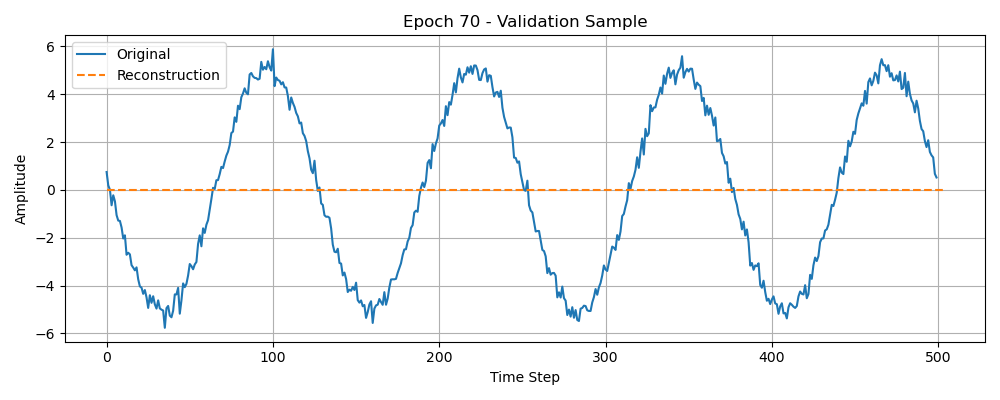 Epoch 70 - Validation Sample
Original
Reconstruction
6
4
2
0
−2
−4
−6
Amplitude
0 100 200 300 400 500
Time Step